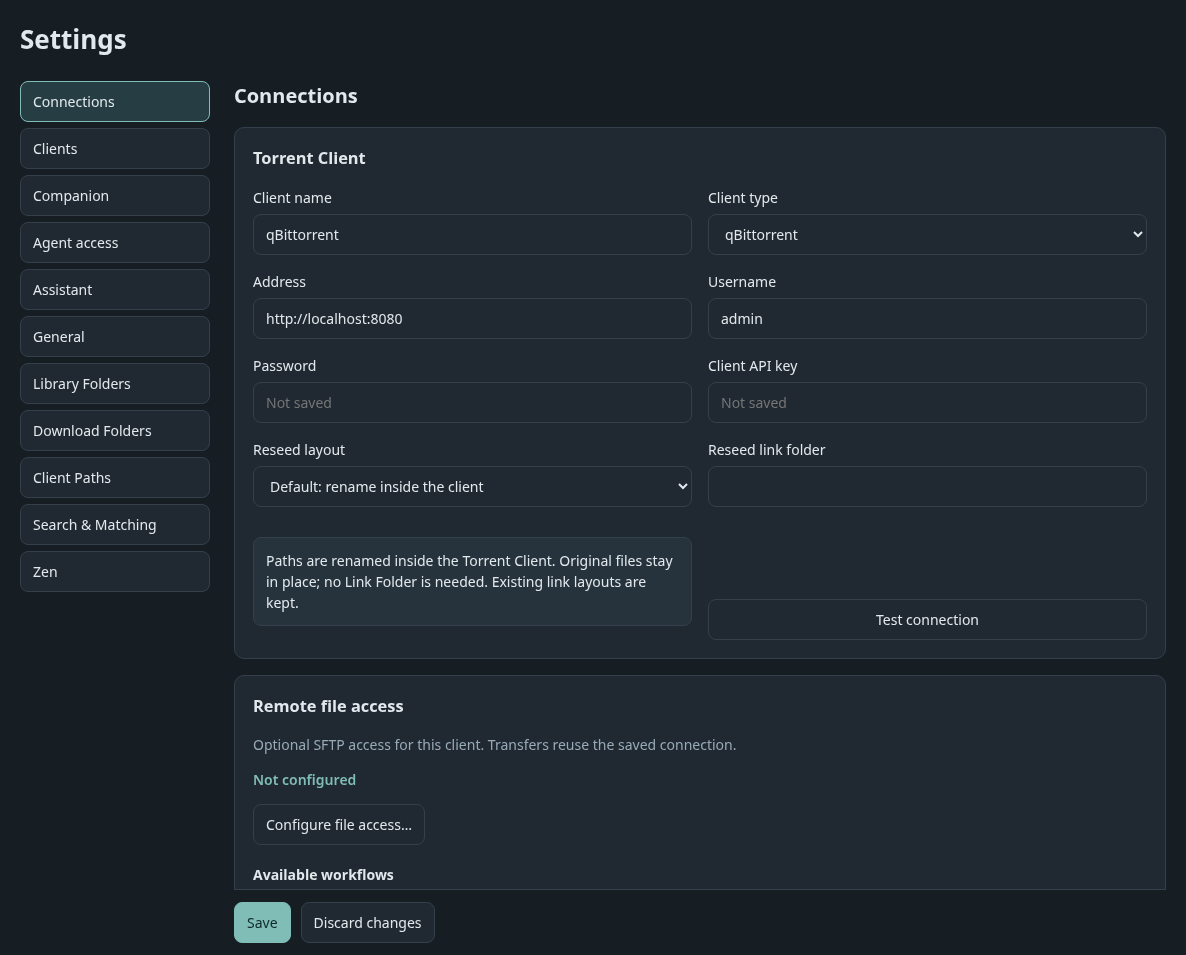 Settings
Connections
Clients
Companion
Agent access
Assistant
General
Library Folders
Download Folders
Client Paths
Search & Matching
Zen
Connections
Torrent Client
Client name
Client type
qBittorrent
qBittorrent
Address
Username
http://localhost:8080
admin
Password
Client API key
Not saved
Not saved
Reseed layout
Reseed link folder
Default: rename inside the client
Paths are renamed inside the Torrent Client. Original files stay
in place; no Link Folder is needed. Existing link layouts are
kept.
Test connection
Remote file access
Optional SFTP access for this client. Transfers reuse the saved connection.
Not configured
Configure file access...
Available workflows
Save
Discard changes